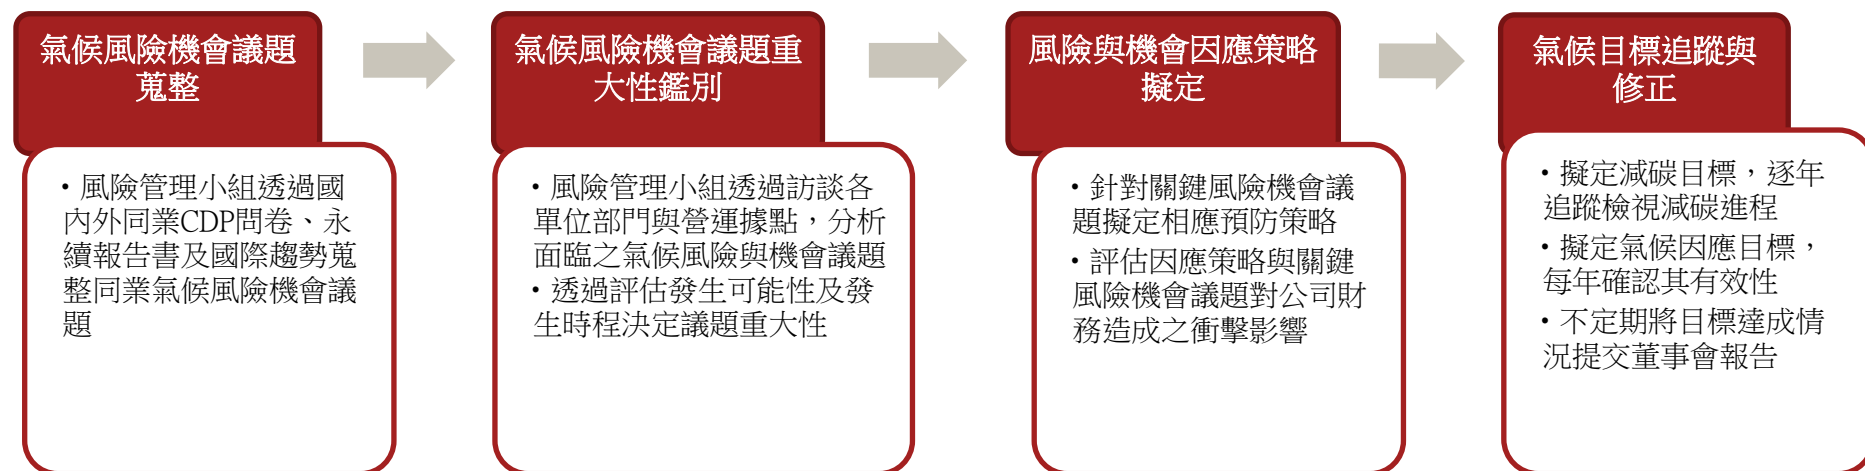 氣候風險機會議題
蒐整
・風險管理小組透過國
內外同業CDP問卷、永
續報告書及國際趨勢蒐
整同業氣候風險機會議
題
氣候風險機會議題重
大性鑑別
・風險管理小組透過訪談各
單位部門與營運據點，分析
面臨之氣候風險與機會議題
・透過評估發生可能性及發
生時程決定議題重大性
風險與機會因應策略
擬定
・針對關鍵風險機會議
題擬定相應預防策略
・評估因應策略與關鍵
風險機會議題對公司財
務造成之衝擊影響
氣候目標追蹤與
修正
・擬定減碳目標，逐年
追蹤檢視減碳進程
・擬定氣候因應目標，
每年確認其有效性
・不定期將目標達成情
況提交董事會報告